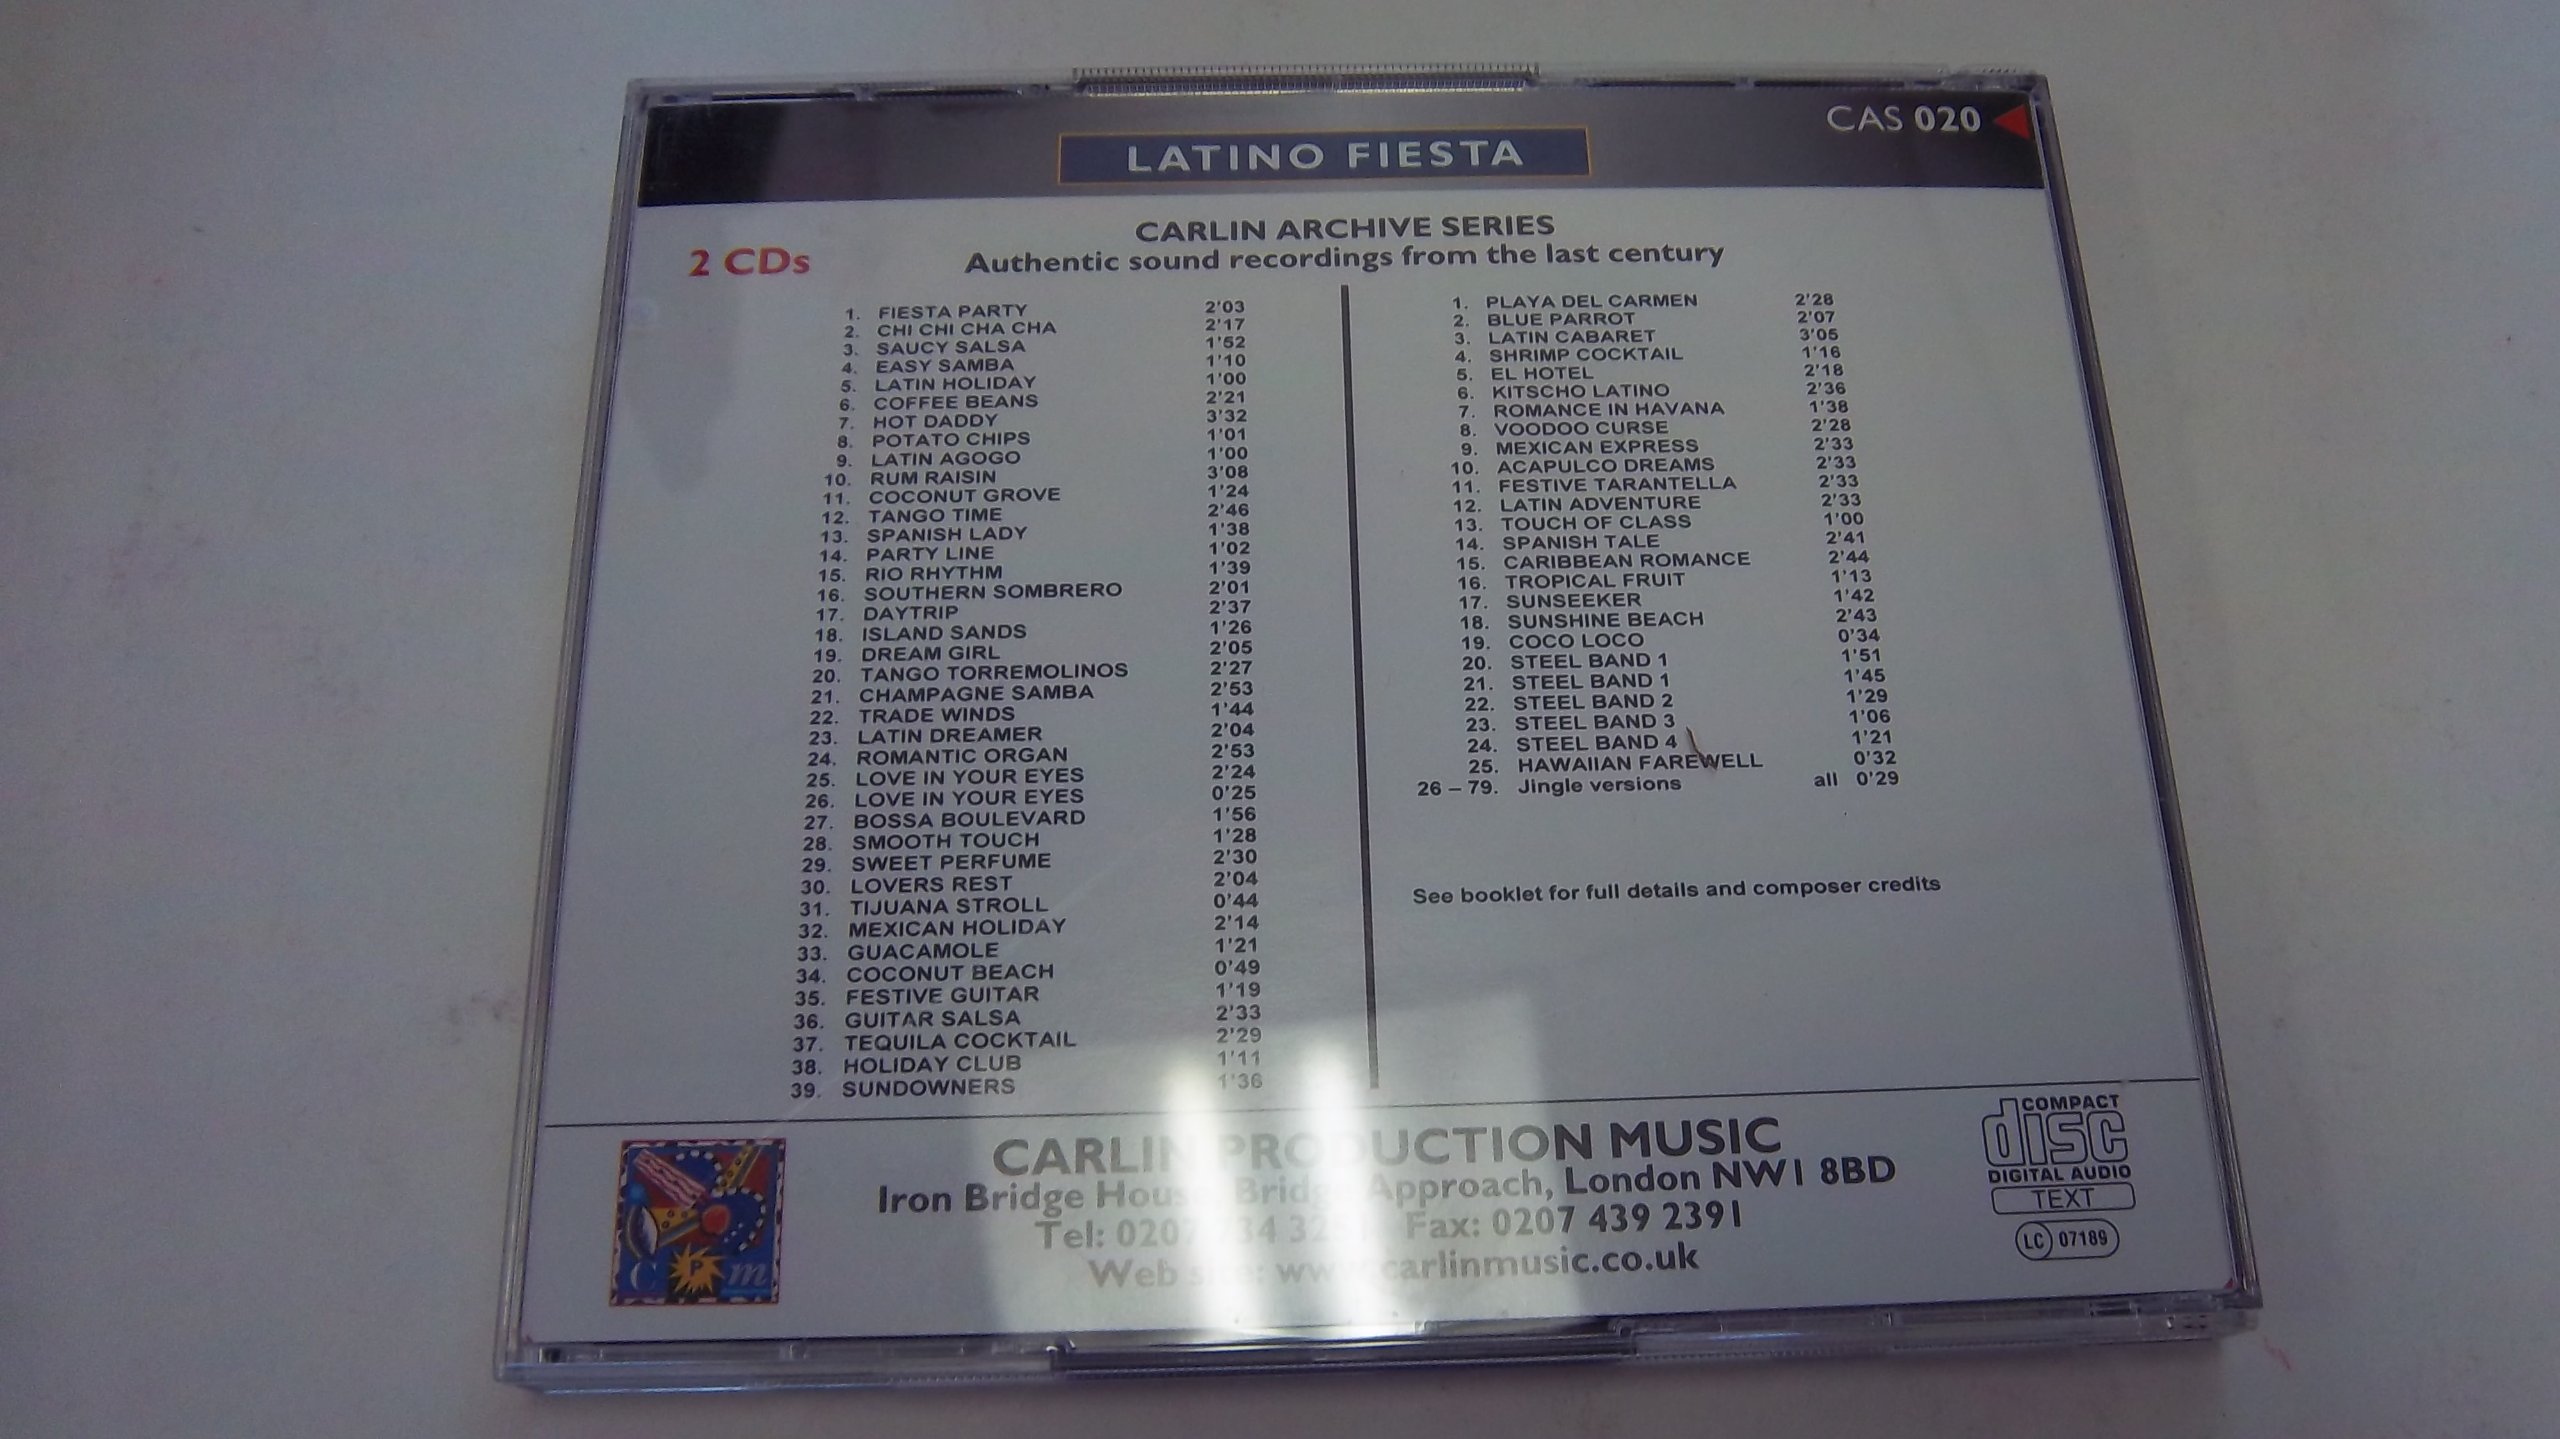 CAS 020
LATINO FIESTA
CARLIN ARCHIVE SERIES
2 CDs
Authentic sound recordings from the last century
1. FIESTA PARTY 2'03
2. CHI CHI CHA CHA 2'17
3. SAUCY SALSA 1'52
4. EASY SAMBA 1'10
5. LATIN HOLIDAY 1'00
6. COFFEE BEANS 2'21
7. HOT DADDY 3'32
8. POTATO CHIPS 1'01
9. LATIN AGOGO 1'00
10. RUM RAISIN 3'08
11. COCONUT GROVE 1'24
12. TANGO TIME 2'46
13. SPANISH LADY 1'38
14. PARTY LINE 1'02
15. RIO RHYTHM 1'39
16. SOUTHERN SOMBRERO 2'01
17. DAYTRIP 2'37
18. ISLAND SANDS 1'26
19. DREAM GIRL 2'05
20. TANGO TORREMOLINOS 2'27
21. CHAMPAGNE SAMBA 2'53
22. TRADE WINDS 1'44
23. LATIN DREAMER 2'04
24. ROMANTIC ORGAN 2'53
25. LOVE IN YOUR EYES 2'24
26. LOVE IN YOUR EYES 0'25
27. BOSSA BOULEVARD 1'56
28. SMOOTH TOUCH 1'28
29. SWEET PERFUME 2'30
30. LOVERS REST 2'04
31. TIJUANA STROLL 0'44
32. MEXICAN HOLIDAY 2'14
33. GUACAMOLE 1'21
34. COCONUT BEACH 0'49
35. FESTIVE GUITAR 1'19
36. GUITAR SALSA 2'33
37. TEQUILA COCKTAIL 2'29
38. HOLIDAY CLUB 1'11
39. SUNDOWNERS 1'36
1. PLAYA DEL CARMEN 2'28
2. BLUE PARROT 2'07
3. LATIN CABARET 3'05
4. SHRIMP COCKTAIL 1'16
5. EL HOTEL 2'18
6. KITSCHO LATINO 2'36
7. ROMANCE IN HAVANA 1'38
8. VOODOO CURSE 2'28
9. MEXICAN EXPRESS 2'33
10. ACAPULCO DREAMS 2'33
11. FESTIVE TARANTELLA 2'33
12. LATIN ADVENTURE 2'33
13. TOUCH OF CLASS 1'00
14. SPANISH TALE 2'41
15. CARIBBEAN ROMANCE 2'44
16. TROPICAL FRUIT 1'13
17. SUNSEEKER 1'42
18. SUNSHINE BEACH 2'43
19. COCO LOCO 0'34
20. STEEL BAND 1 1'51
21. STEEL BAND 1 1'45
22. STEEL BAND 2 1'29
23. STEEL BAND 3 1'06
24. STEEL BAND 4 1'21
25. HAWAIIAN FAREWELL 0'32
26 – 79. Jingle versions all 0'29
See booklet for full details and composer credits
CARLIN PRODUCTION MUSIC
Iron Bridge House, Bridge Approach, London NW1 8BD
Tel: Fax: 0207 439 2391
Web site: www.carlinmusic.co.uk
C P m
COMPACT
disc
DIGITAL AUDIO
TEXT
LC 07189